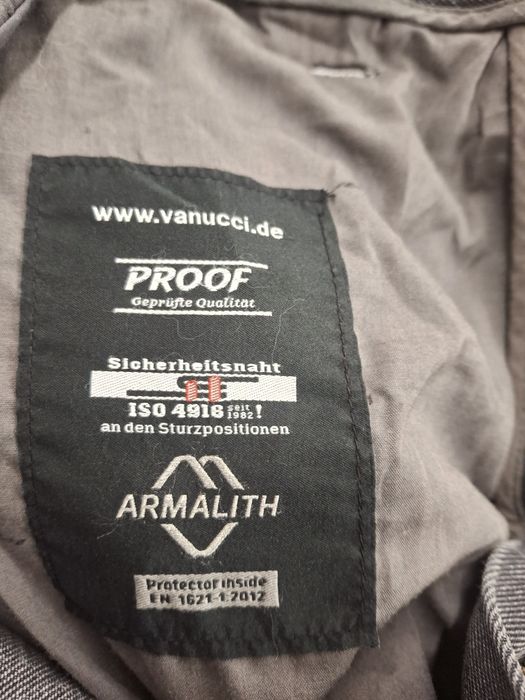 www.vanucci.de
PROOF
Geprüfte Qualität
Sicherheitsnaht
ISO 4916 seit 1982!
an den Sturzpositionen
ARMALITH
Protector inside
EN 1621-1:2012